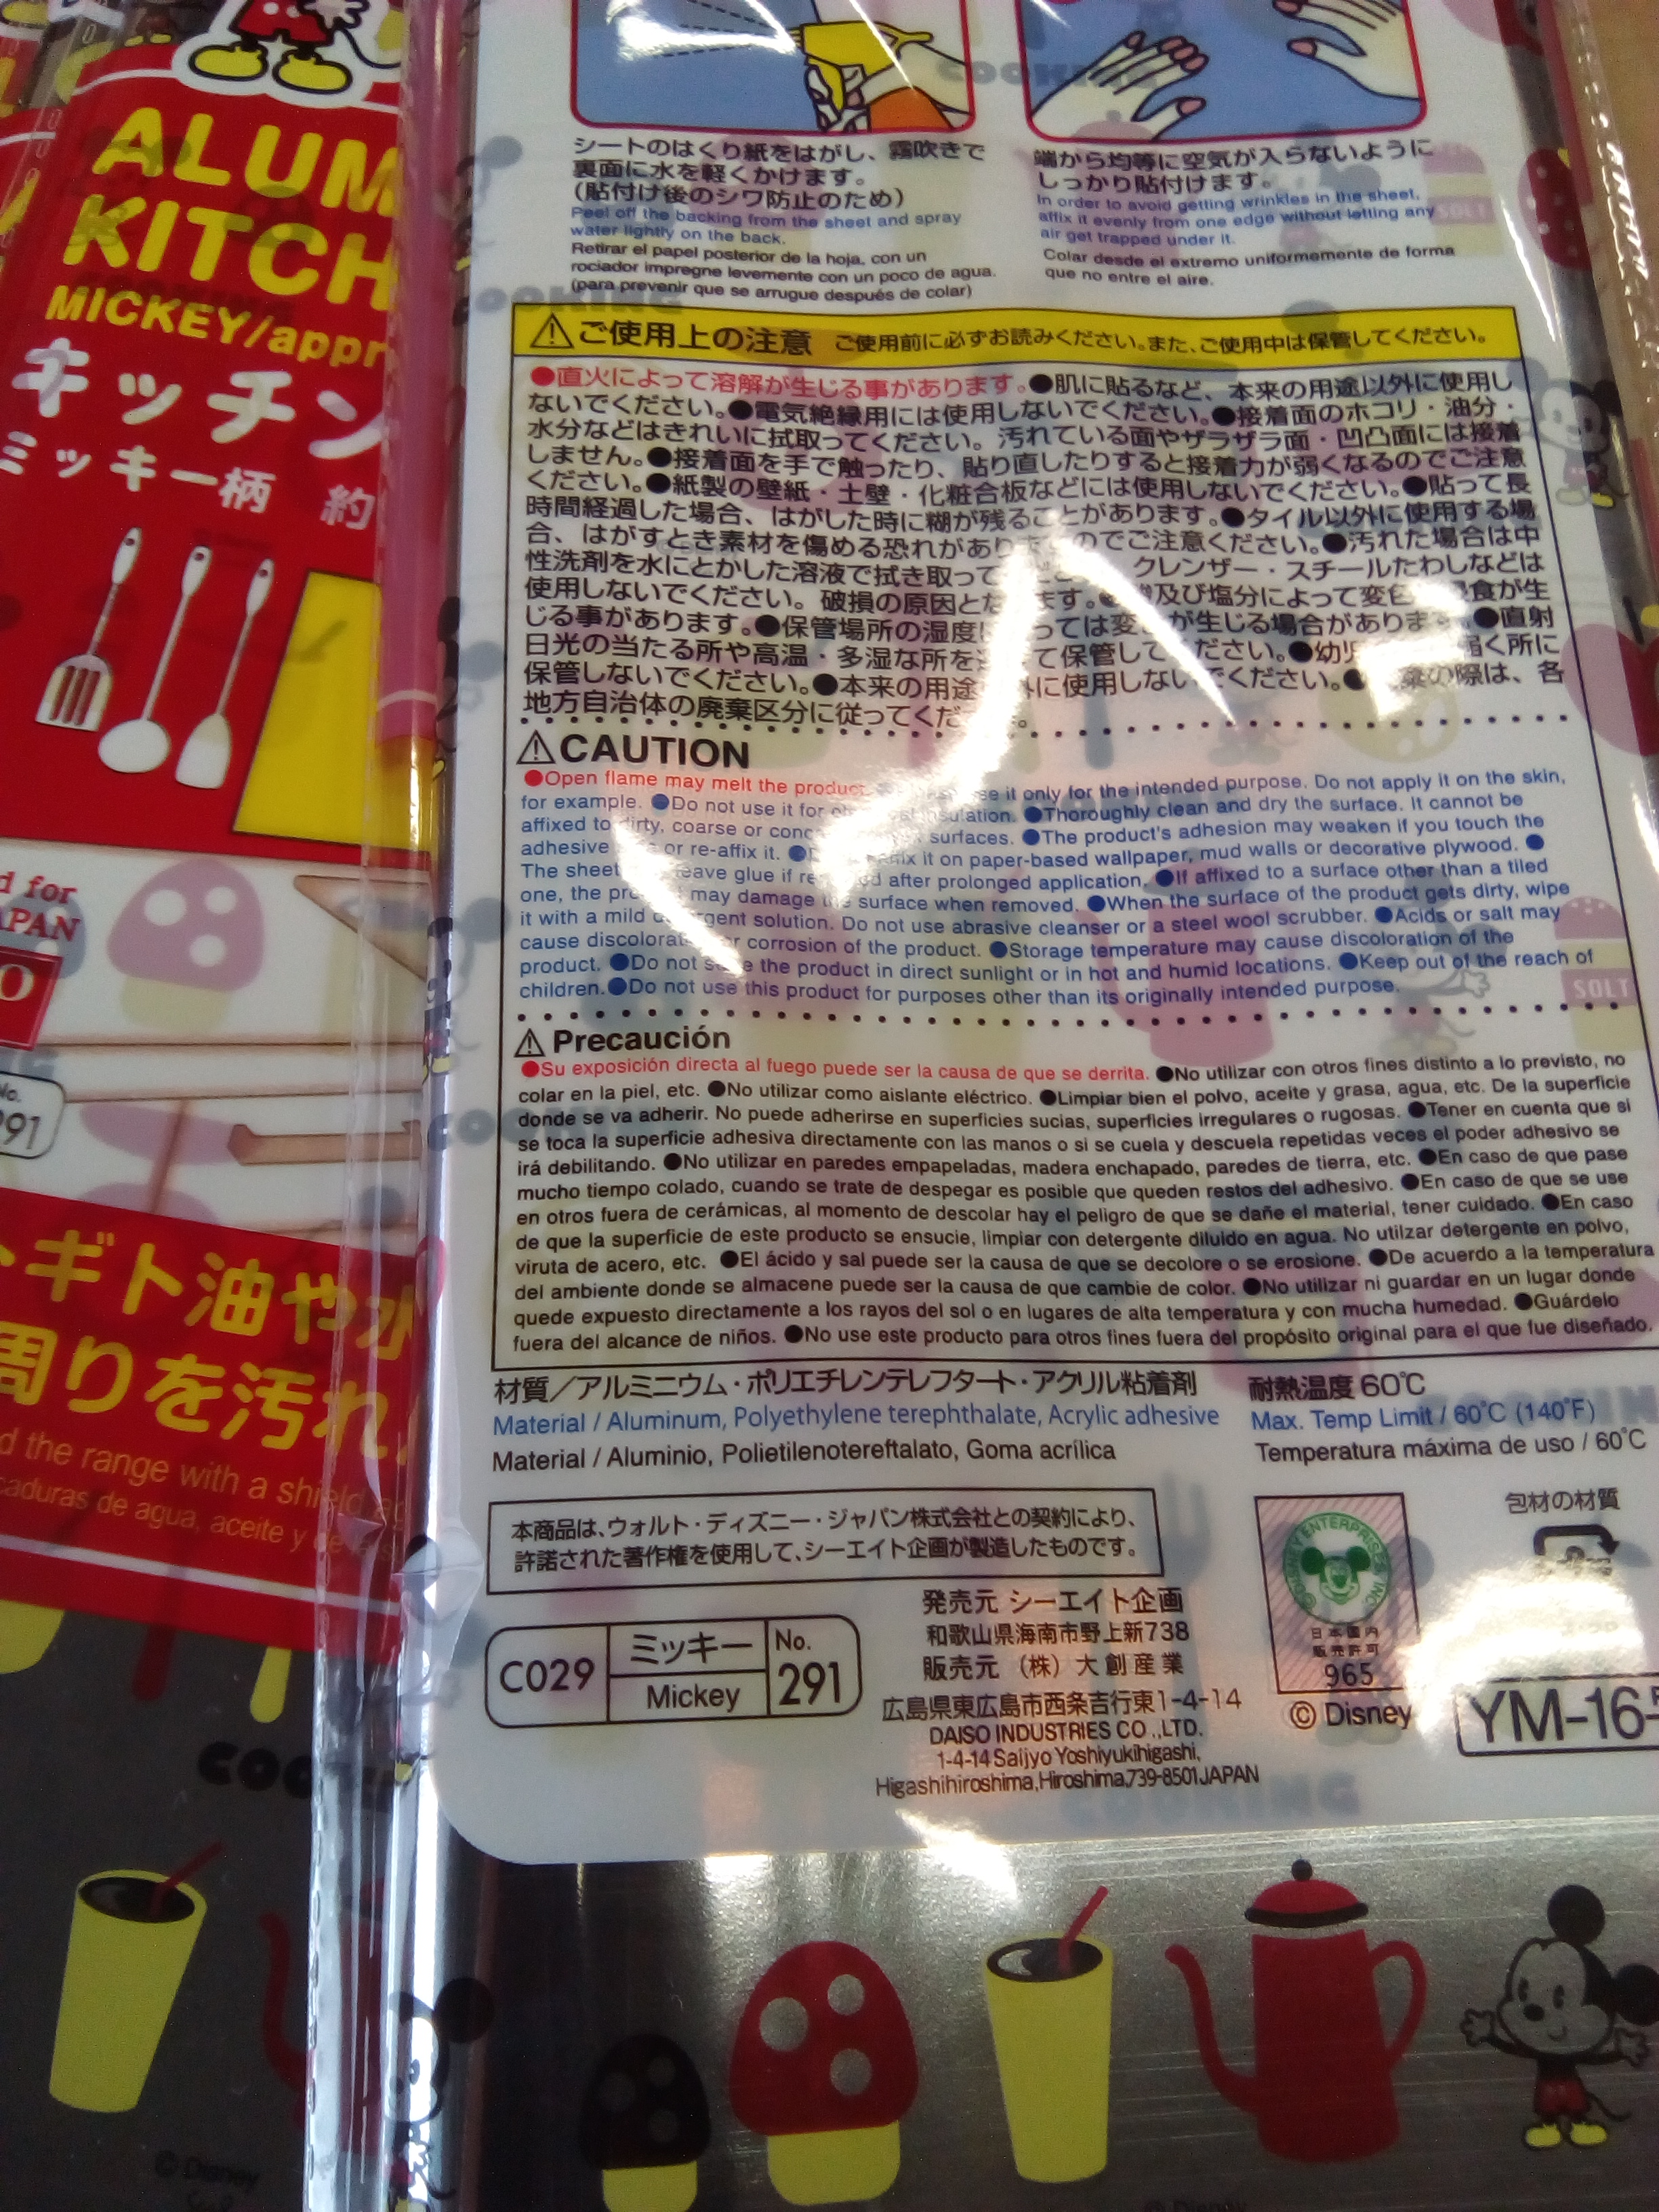 ALUM
KITCH
MICKEY/appr
キッチン
ミッキー柄 約
d for
APAN
No.
291
ギト油や水
周りを汚れ
d the range with a shield
caduras de agua, aceite y de
シートのはくり紙をはがし、霧吹きで
裏面に水を軽くかけます。
(貼付け後のシワ防止のため)
Peel off the backing from the sheet and spray
water lightly on the back.
Retirar el papel posterior de la hoja, con un
rociador impregne levemente con un poco de agua.
(para prevenir que se arrugue después de colar)
端から均等に空気が入らないように
しっかり貼付けます。
In order to avoid getting wrinkles in the sheet,
affix it evenly from one edge without letting any
air get trapped under it.
Colar desde el extremo uniformemente de forma
que no entre el aire.
⚠ご使用上の注意 ご使用前に必ずお読みください。また、ご使用中は保管してください。
●直火によって溶解が生じる事があります。●肌に貼るなど、本来の用途以外に使用し
ないでください。●電気絶縁用には使用しないでください。●接着面のホコリ・油分・
水分などはきれいに拭取ってください。汚れている面やザラザラ面・凹凸面には接着
しません。●接着面を手で触ったり、貼り直したりすると接着力が弱くなるのでご注意
ください。●紙製の壁紙・土壁・化粧合板などには使用しないでください。●貼って長
時間経過した場合、はがした時に糊が残ることがあります。●タイル以外に使用する場
合、はがすとき素材を傷める恐れがあり のでご注意ください。●汚れた場合は中
性洗剤を水にとかした溶液で拭き取って クレンザー・スチールたわしなどは
使用しないでください。破損の原因とな ます。● 及び塩分によって変色 食が生
じる事があります。●保管場所の湿度 っては変 が生じる場合がありま ●直射
日光の当たる所や高温・多湿な所を て保管して ださい。●幼児 届く所に
保管しないでください。●本来の用途 外に使用しない ください。● の際は、各
地方自治体の廃棄区分に従ってくだ 。
⚠CAUTION
●Open flame may melt the product. se it only for the intended purpose. Do not apply it on the skin,
for example. ●Do not use it for insulation. ●Thoroughly clean and dry the surface. It cannot be
affixed to dirty, coarse or conc surfaces. ●The product's adhesion may weaken if you touch the
adhesive or re-affix it. ● affix it on paper-based wallpaper, mud walls or decorative plywood. ●
The sheet leave glue if re d after prolonged application. ●If affixed to a surface other than a tiled
one, the pr may damage the surface when removed. ●When the surface of the product gets dirty, wipe
it with a mild detergent solution. Do not use abrasive cleanser or a steel wool scrubber. ●Acids or salt may
cause discolorat or corrosion of the product. ●Storage temperature may cause discoloration of the
product. ●Do not store the product in direct sunlight or in hot and humid locations. ●Keep out of the reach of
children.●Do not use this product for purposes other than its originally intended purpose.
⚠ Precaución
●Su exposición directa al fuego puede ser la causa de que se derrita. ●No utilizar con otros fines distinto a lo previsto, no
colar en la piel, etc. ●No utilizar como aislante eléctrico. ●Limpiar bien el polvo, aceite y grasa, agua, etc. De la superficie
donde se va adherir. No puede adherirse en superficies sucias, superficies irregulares o rugosas. ●Tener en cuenta que si
se toca la superficie adhesiva directamente con las manos o si se cuela y descuela repetidas veces el poder adhesivo se
irá debilitando. ●No utilizar en paredes empapeladas, madera enchapado, paredes de tierra, etc. ●En caso de que pase
mucho tiempo colado, cuando se trate de despegar es posible que queden restos del adhesivo. ●En caso de que se use
en otros fuera de cerámicas, al momento de descolar hay el peligro de que se dañe el material, tener cuidado. ●En caso
de que la superficie de este producto se ensucie, limpiar con detergente diluido en agua. No utilzar detergente en polvo,
viruta de acero, etc. ●El ácido y sal puede ser la causa de que se decolore o se erosione. ●De acuerdo a la temperatura
del ambiente donde se almacene puede ser la causa de que cambie de color. ●No utilizar ni guardar en un lugar donde
quede expuesto directamente a los rayos del sol o en lugares de alta temperatura y con mucha humedad. ●Guárdelo
fuera del alcance de niños. ●No use este producto para otros fines fuera del propósito original para el que fue diseñado.
材質／アルミニウム・ポリエチレンテレフタート・アクリル粘着剤
Material / Aluminum, Polyethylene terephthalate, Acrylic adhesive
Material / Aluminio, Polietilenotereftalato, Goma acrílica
耐熱温度 60℃
Max. Temp Limit / 60℃ (140°F)
Temperatura máxima de uso / 60℃
本商品は、ウォルト・ディズニー・ジャパン株式会社との契約により、
許諾された著作権を使用して、シーエイト企画が製造したものです。
包材の材質
C029 ミッキー Mickey No. 291
発売元 シーエイト企画
和歌山県海南市野上新738
販売元 (株)大創産業
広島県東広島市西条吉行東1-4-14
DAISO INDUSTRIES CO.,LTD.
1-4-14 Saijyo Yoshiyukihigashi,
Higashihiroshima,Hiroshima,739-8501 JAPAN
©DISNEY ENTERPRISES INC
日本国内
販売許可
965
© Disney
YM-16
COOKING
SOLT
© Disney